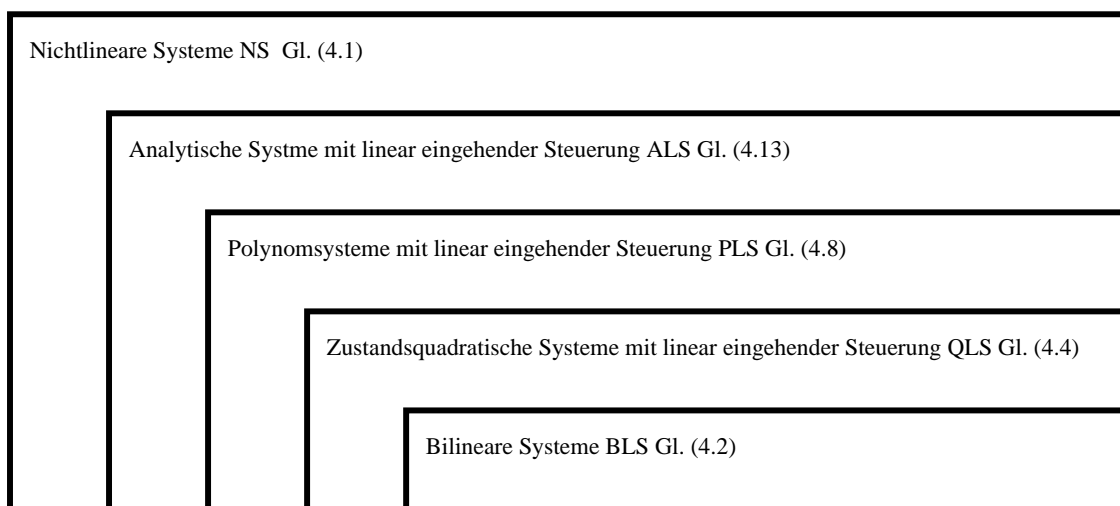 Nichtlineare Systeme NS  Gl. (4.1)
Analytische Systme mit linear eingehender Steuerung ALS Gl. (4.13)
Polynomsysteme mit linear eingehender Steuerung PLS Gl. (4.8)
Zustandsquadratische Systeme mit linear eingehender Steuerung QLS Gl. (4.4)
Bilineare Systeme BLS Gl. (4.2)